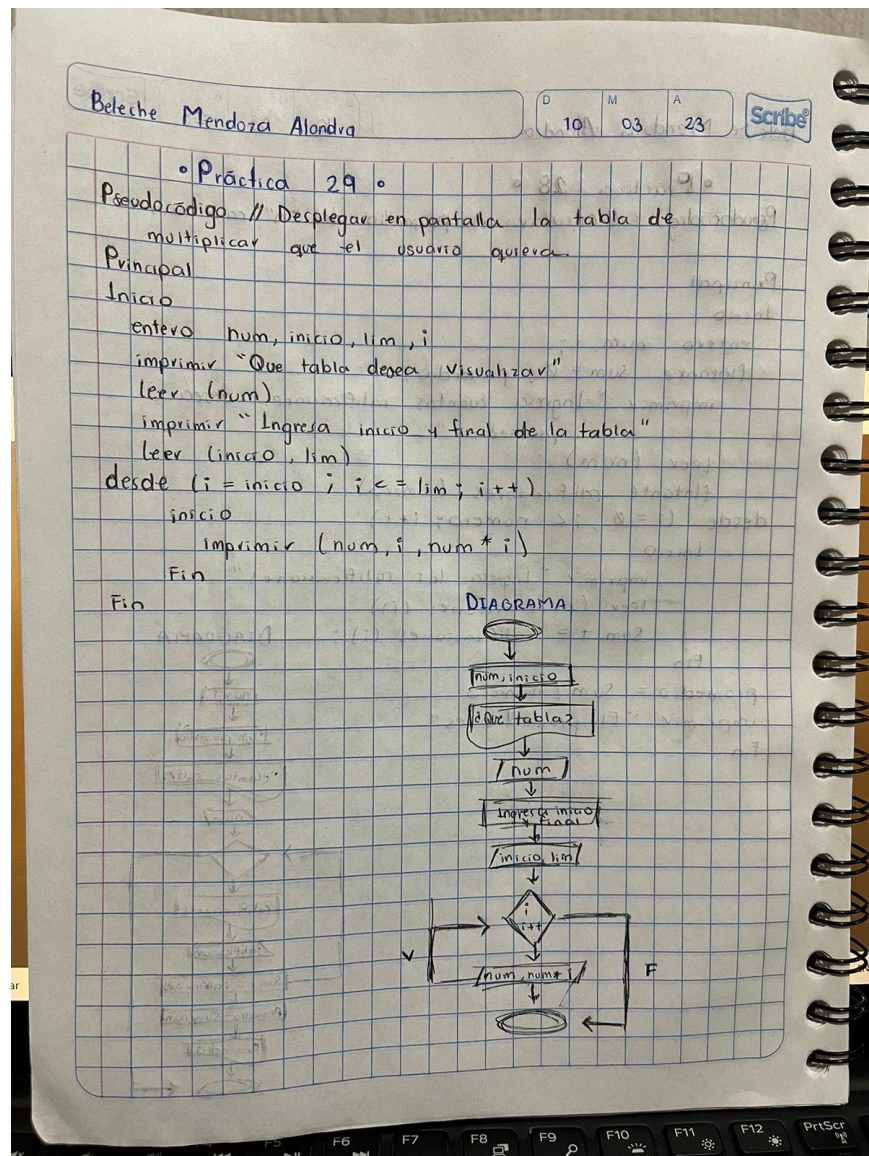 Beleche Mendoza Alondra
D M A
10 03 23
Scribe
• Práctica 29 •
Pseudocódigo // Desplegar en pantalla la tabla de
multiplicar que el usuario quiera
Principal
Inicio
entero num, inicio, lim, i
imprimir "Que tabla desea visualizar"
leer (num)
imprimir "Ingresa inicio y final de la tabla"
leer (inicio, lim)
desde (i = inicio ; i <= lim; i++)
inicio
imprimir (num, i, num * i)
Fin
Fin
DIAGRAMA
num, inicio
¿Que tabla?
num
Ingresa inicio
y final
inicio, lim
i
i++
V
num, num * i
F
F5 F6 F7 F8 F9 F10 F11 F12 PrtScr